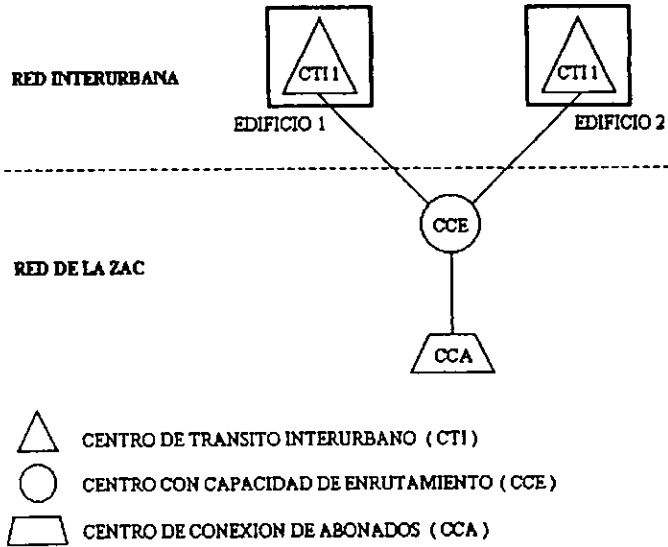 RED INTERURBANA
CTI 1
CTI 1
EDIFICIO 1
EDIFICIO 2
CCE
RED DE LA ZAC
CCA
CENTRO DE TRANSITO INTERURBANO ( CTI )
CENTRO CON CAPACIDAD DE ENRUTAMIENTO ( CCE )
CENTRO DE CONEXION DE ABONADOS ( CCA )